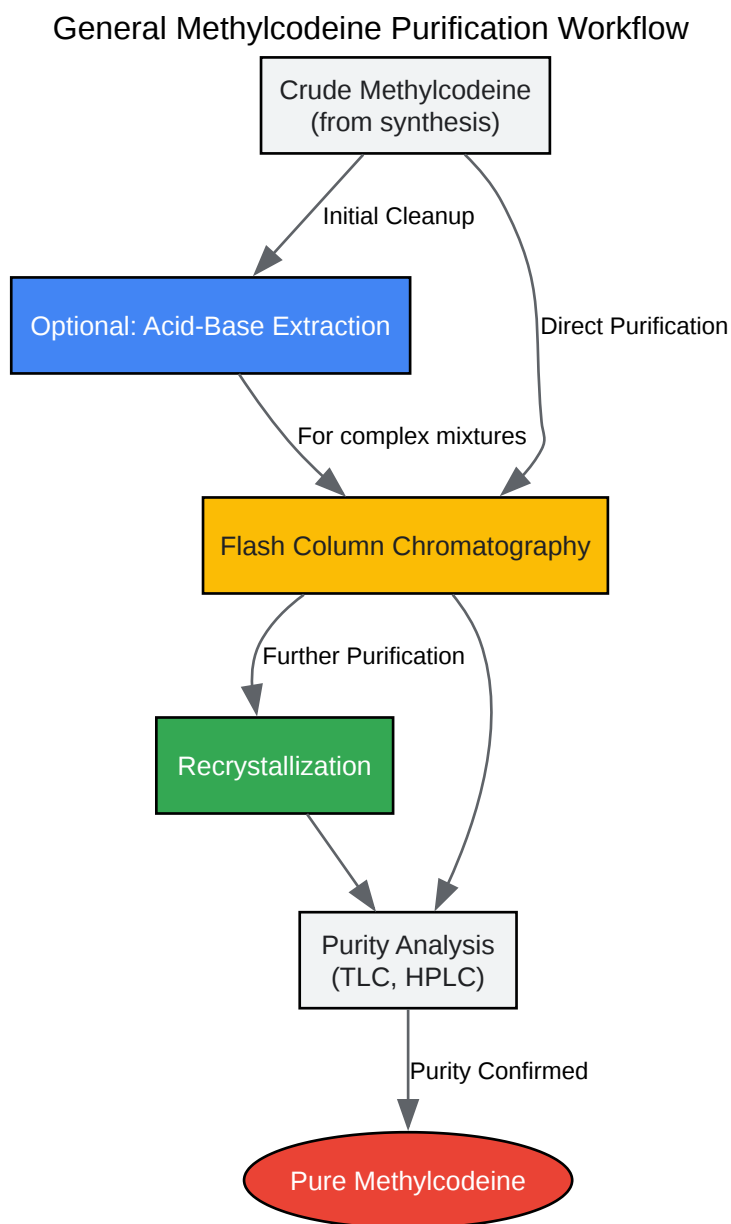 General Methylcodeine Purification Workflow
Crude Methylcodeine
(from synthesis)
Initial Cleanup
Optional: Acid-Base Extraction
Direct Purification
For complex mixtures
Flash Column Chromatography
Further Purification
Recrystallization
Purity Analysis
(TLC, HPLC)
Purity Confirmed
Pure Methylcodeine